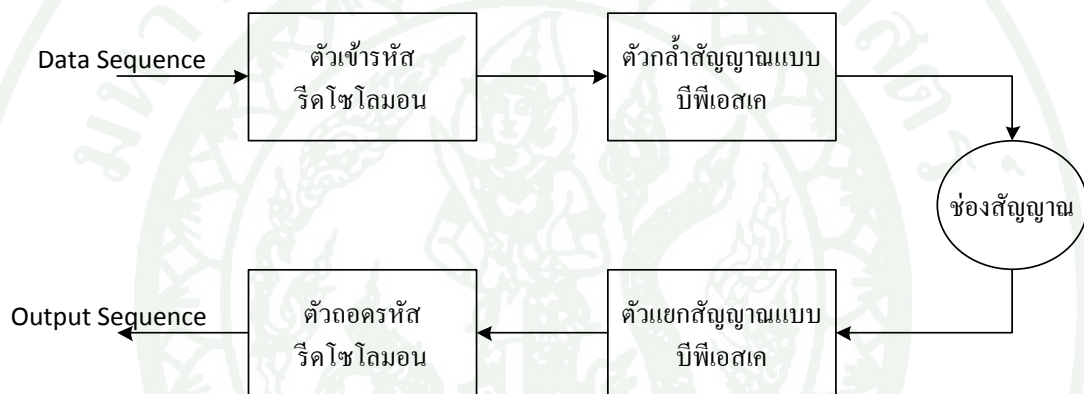 Data Sequence
ตัวเข้ารหัส
รีดโซโลมอน
ตัวกล้ำสัญญาณแบบ
บีพีเอสเค
ช่องสัญญาณ
ตัวแยกสัญญาณแบบ
บีพีเอสเค
ตัวถอดรหัส
รีดโซโลมอน
Output Sequence